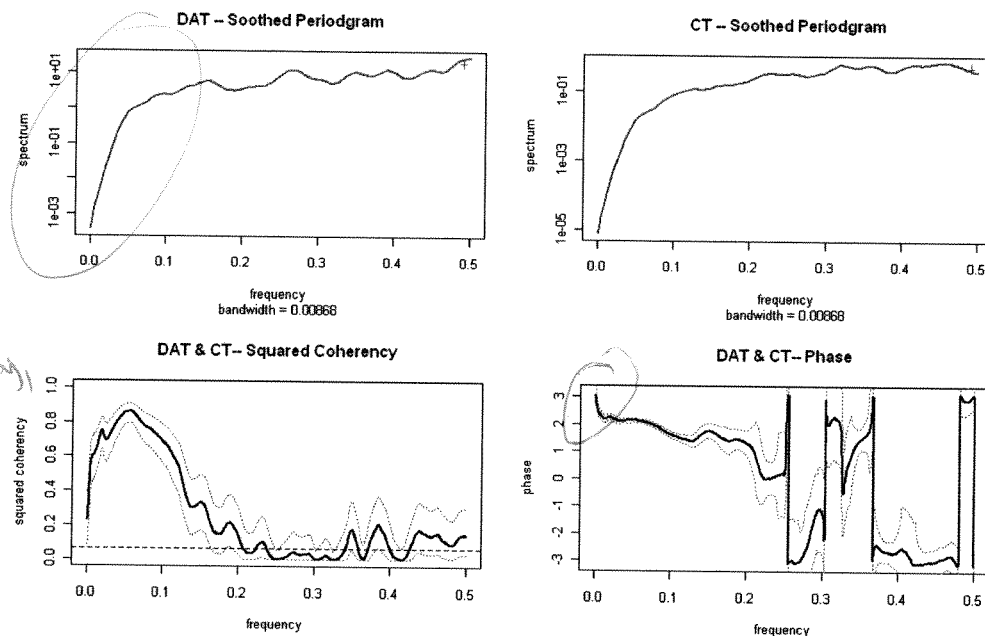 DAT -- Soothed Periodgram
spectrum
1e+01
1e-01
1e-03
0.0 0.1 0.2 0.3 0.4 0.5
frequency
bandwidth = 0.00868
CT -- Soothed Periodgram
spectrum
1e-01
1e-03
1e-05
0.0 0.1 0.2 0.3 0.4 0.5
frequency
bandwidth = 0.00868
DAT & CT-- Squared Coherency
squared coherency
1.0
0.8
0.6
0.4
0.2
0.0
0.0 0.1 0.2 0.3 0.4 0.5
frequency
DAT & CT-- Phase
phase
3
2
1
0
-1
-2
-3
0.0 0.1 0.2 0.3 0.4 0.5
frequency